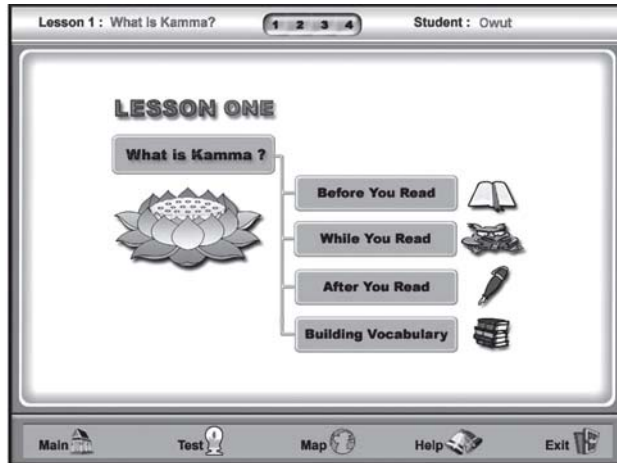 Lesson 1 : What Is Kamma? 1 2 3 4 Student : Owut
LESSON ONE
What is Kamma ?
Before You Read
While You Read
After You Read
Building Vocabulary
Main Test Map Help Exit